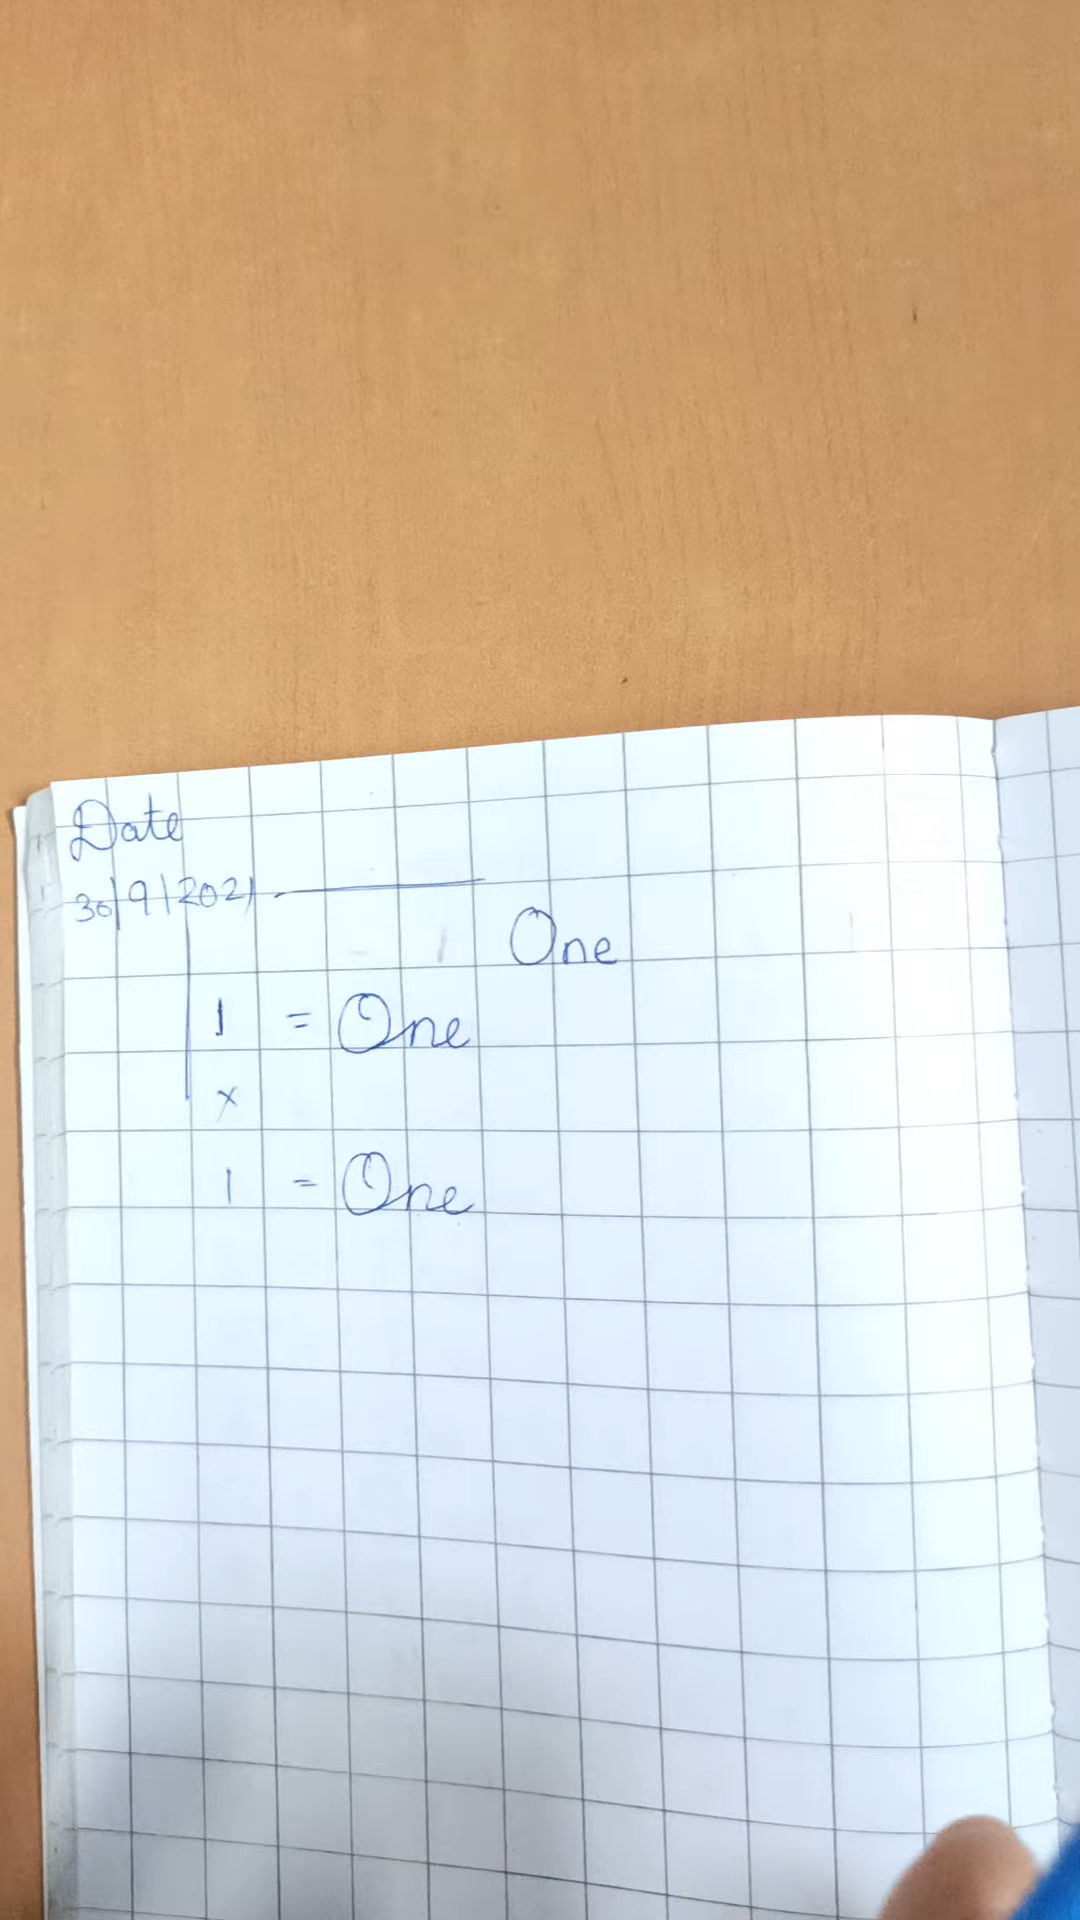 Date
30/9/2021
One
1 = One
x
1 = One